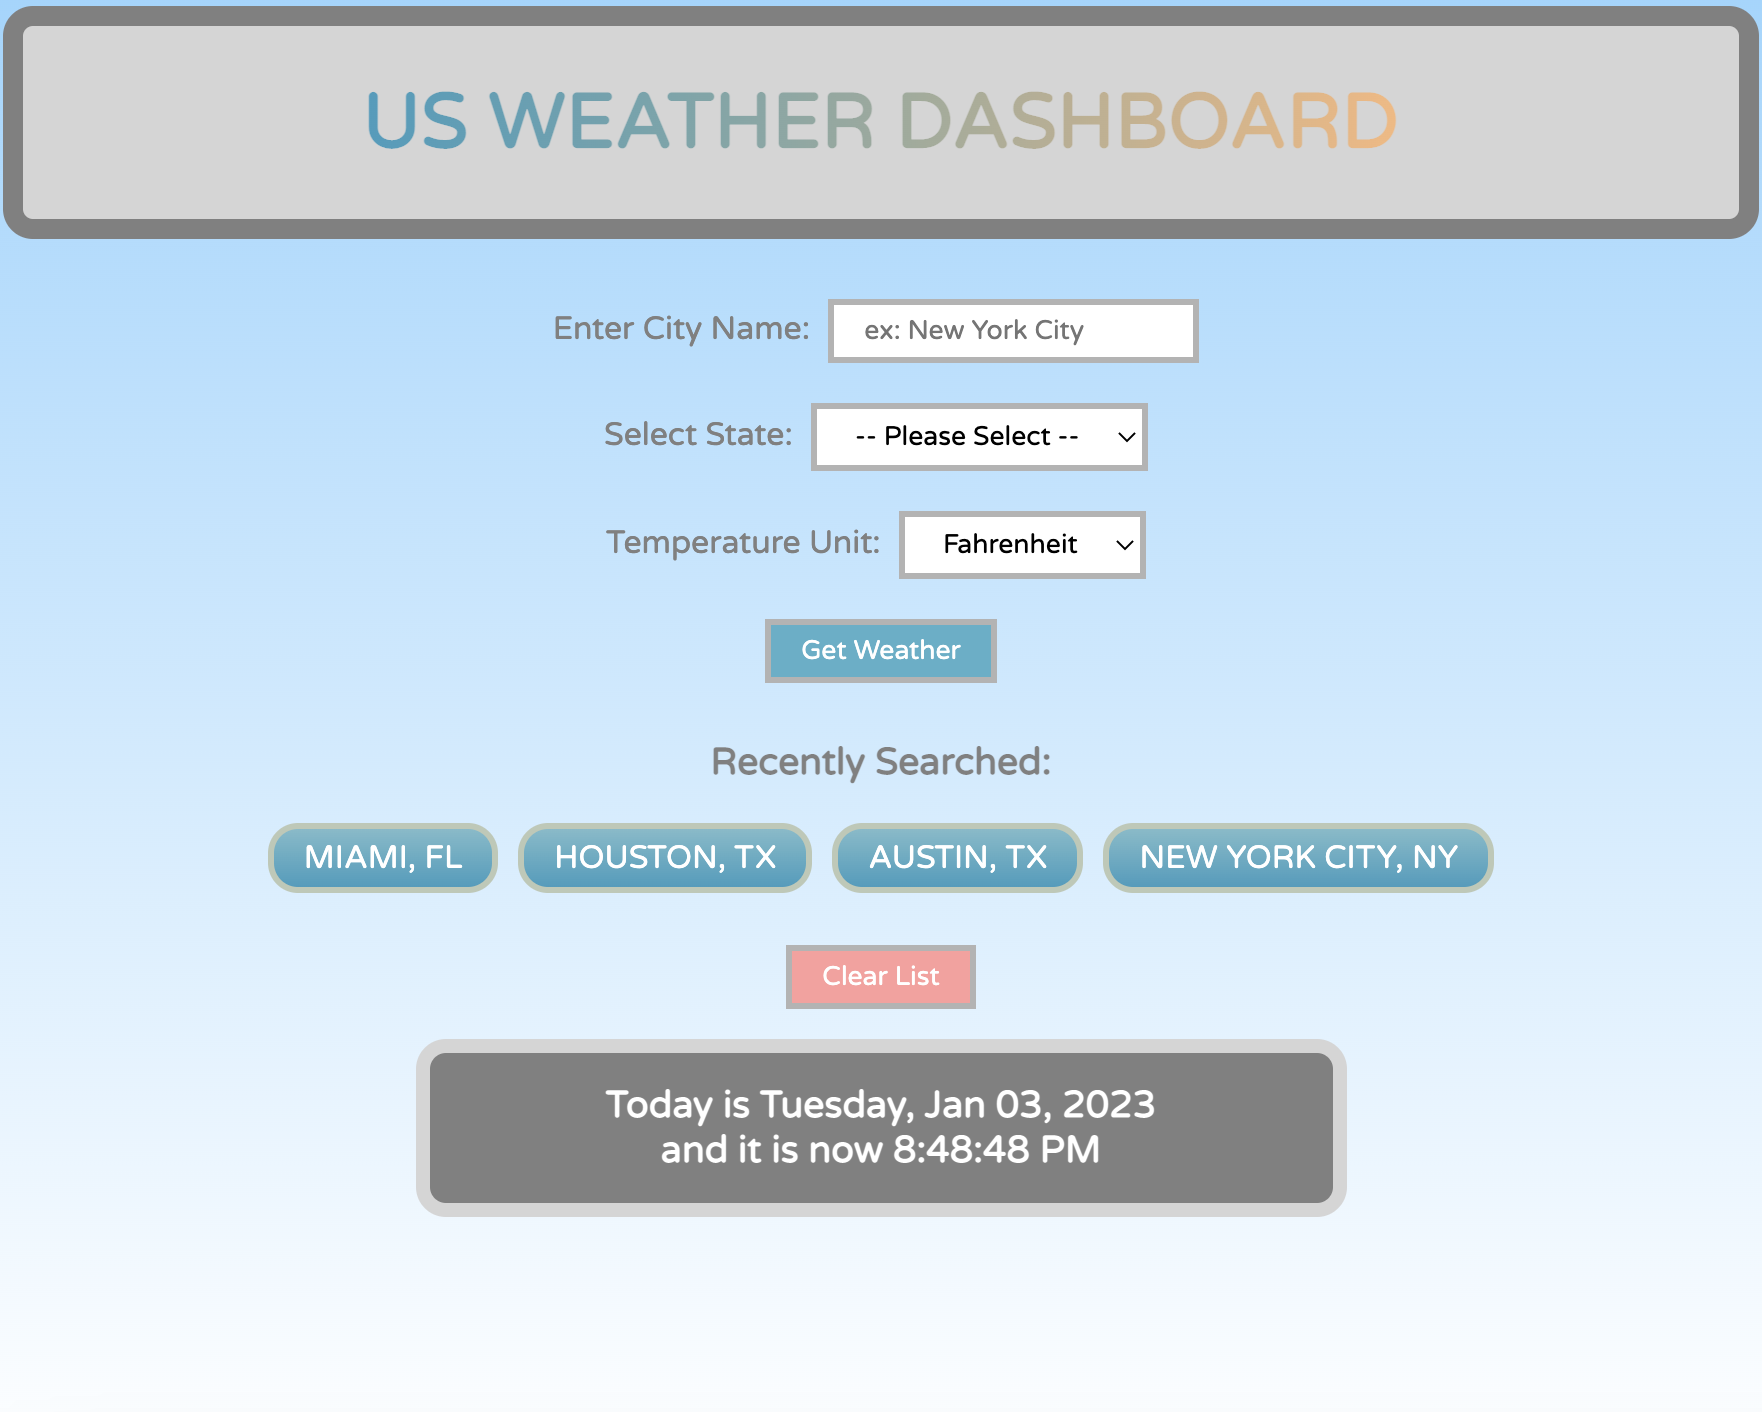 US WEATHER DASHBOARD
Enter City Name: ex: New York City
Select State: -- Please Select --
Temperature Unit: Fahrenheit
Get Weather
Recently Searched:
MIAMI, FL HOUSTON, TX AUSTIN, TX NEW YORK CITY, NY
Clear List
Today is Tuesday, Jan 03, 2023
and it is now 8:48:48 PM